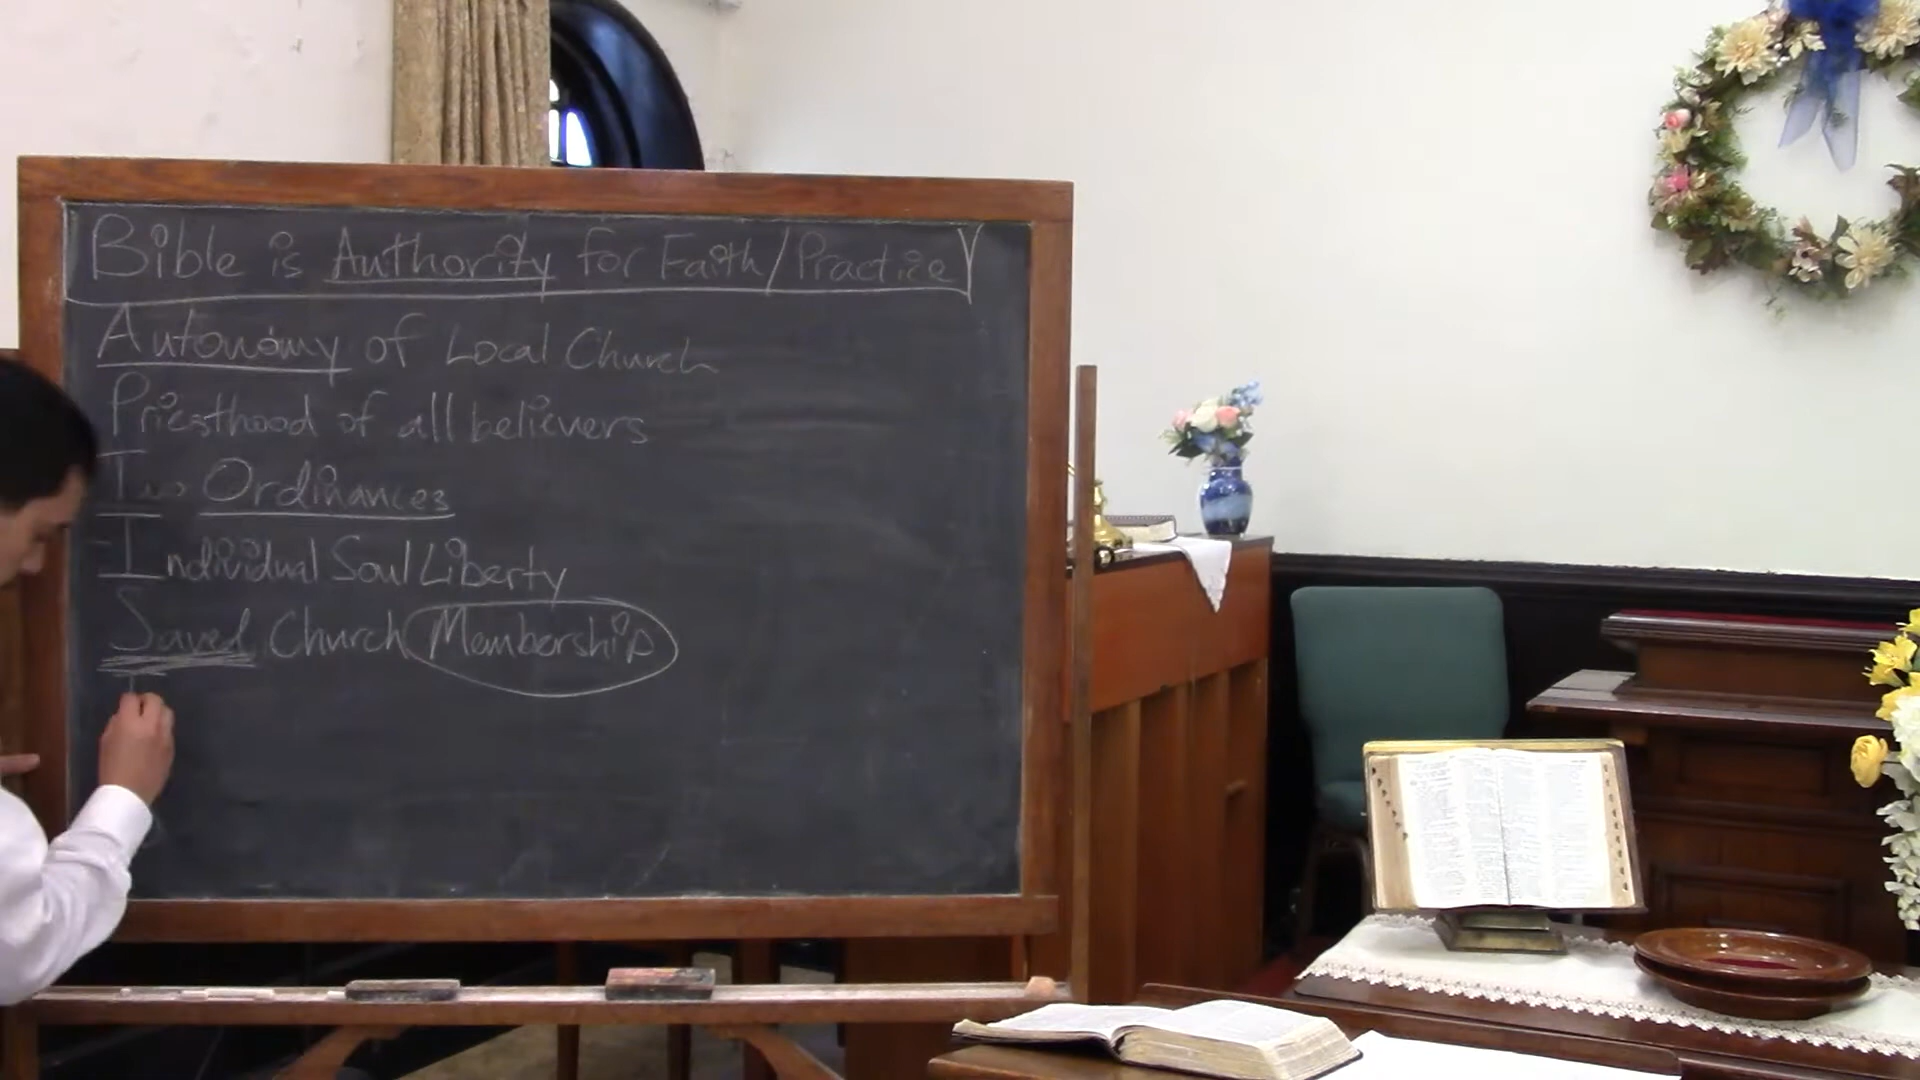 Bible is Authority for Faith/Practice
Autonomy of Local Church
Priesthood of all believers
Two Ordinances
Individual Soul Liberty
Saved Church Membership